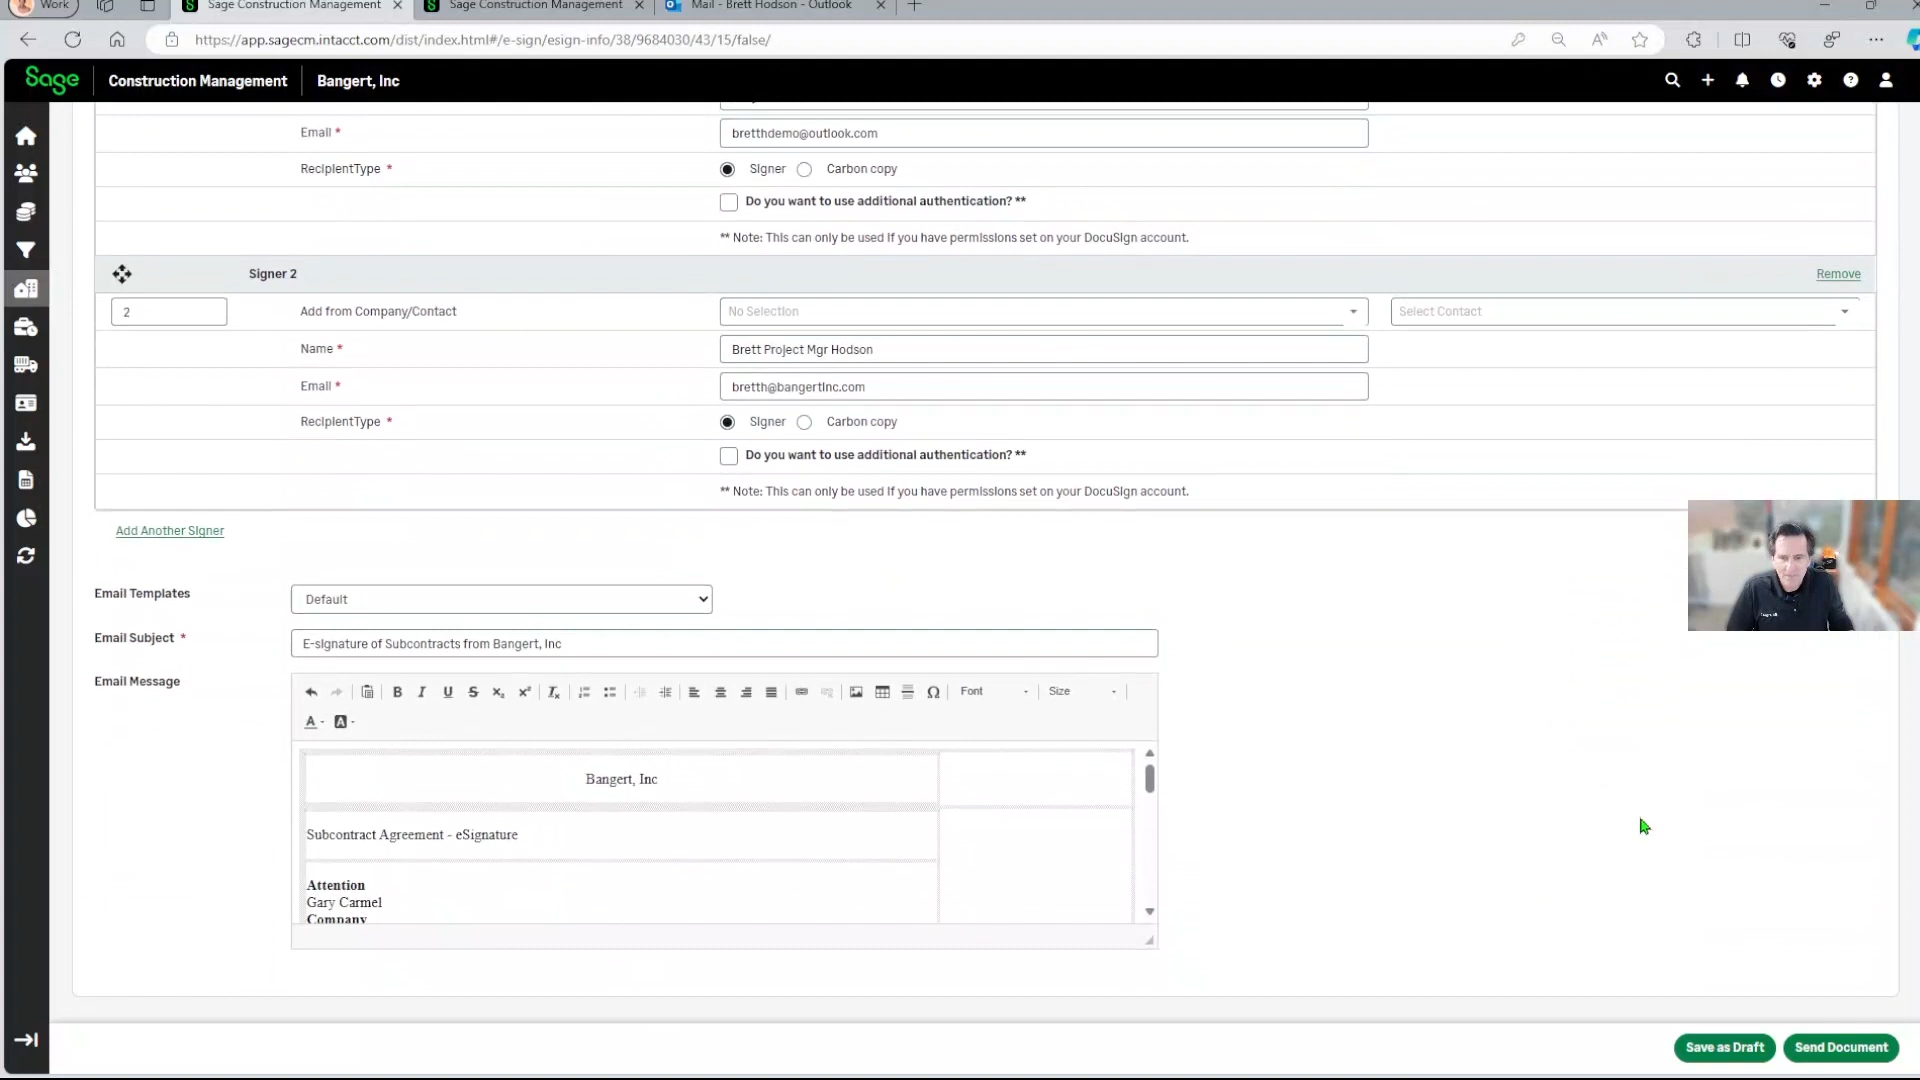 Work
Sage Construction Management
Sage Construction Management
Mail - Brett Hodson - Outlook
https://app.sagecm.intacct.com/dist/index.html#/e-sign/esign-info/38/9684030/43/15/false/
Sage
Construction Management
Bangert, Inc
Email *
bretthdemo@outlook.com
RecipientType *
Signer
Carbon copy
Do you want to use additional authentication? **
** Note: This can only be used if you have permissions set on your DocuSign account.
Signer 2
Remove
2
Add from Company/Contact
No Selection
Select Contact
Name *
Brett Project Mgr Hodson
Email *
bretth@bangertinc.com
RecipientType *
Signer
Carbon copy
Do you want to use additional authentication? **
** Note: This can only be used if you have permissions set on your DocuSign account.
Add Another Signer
Email Templates
Default
Email Subject *
E-signature of Subcontracts from Bangert, Inc
Email Message
Font
Size
Bangert, Inc
Subcontract Agreement - eSignature
Attention
Gary Carmel
Company
Save as Draft
Send Document